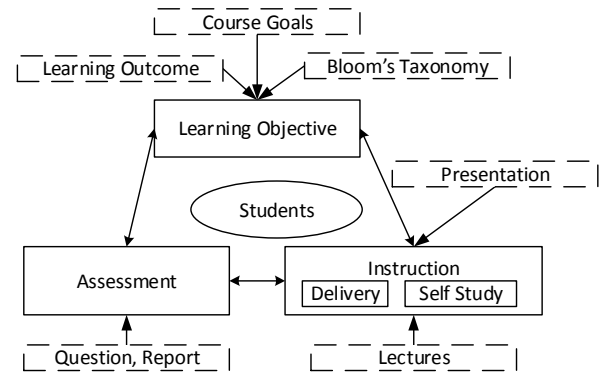 Course Goals
Learning Outcome
Bloom's Taxonomy
Learning Objective
Presentation
Students
Assessment
Instruction
Delivery
Self Study
Question, Report
Lectures